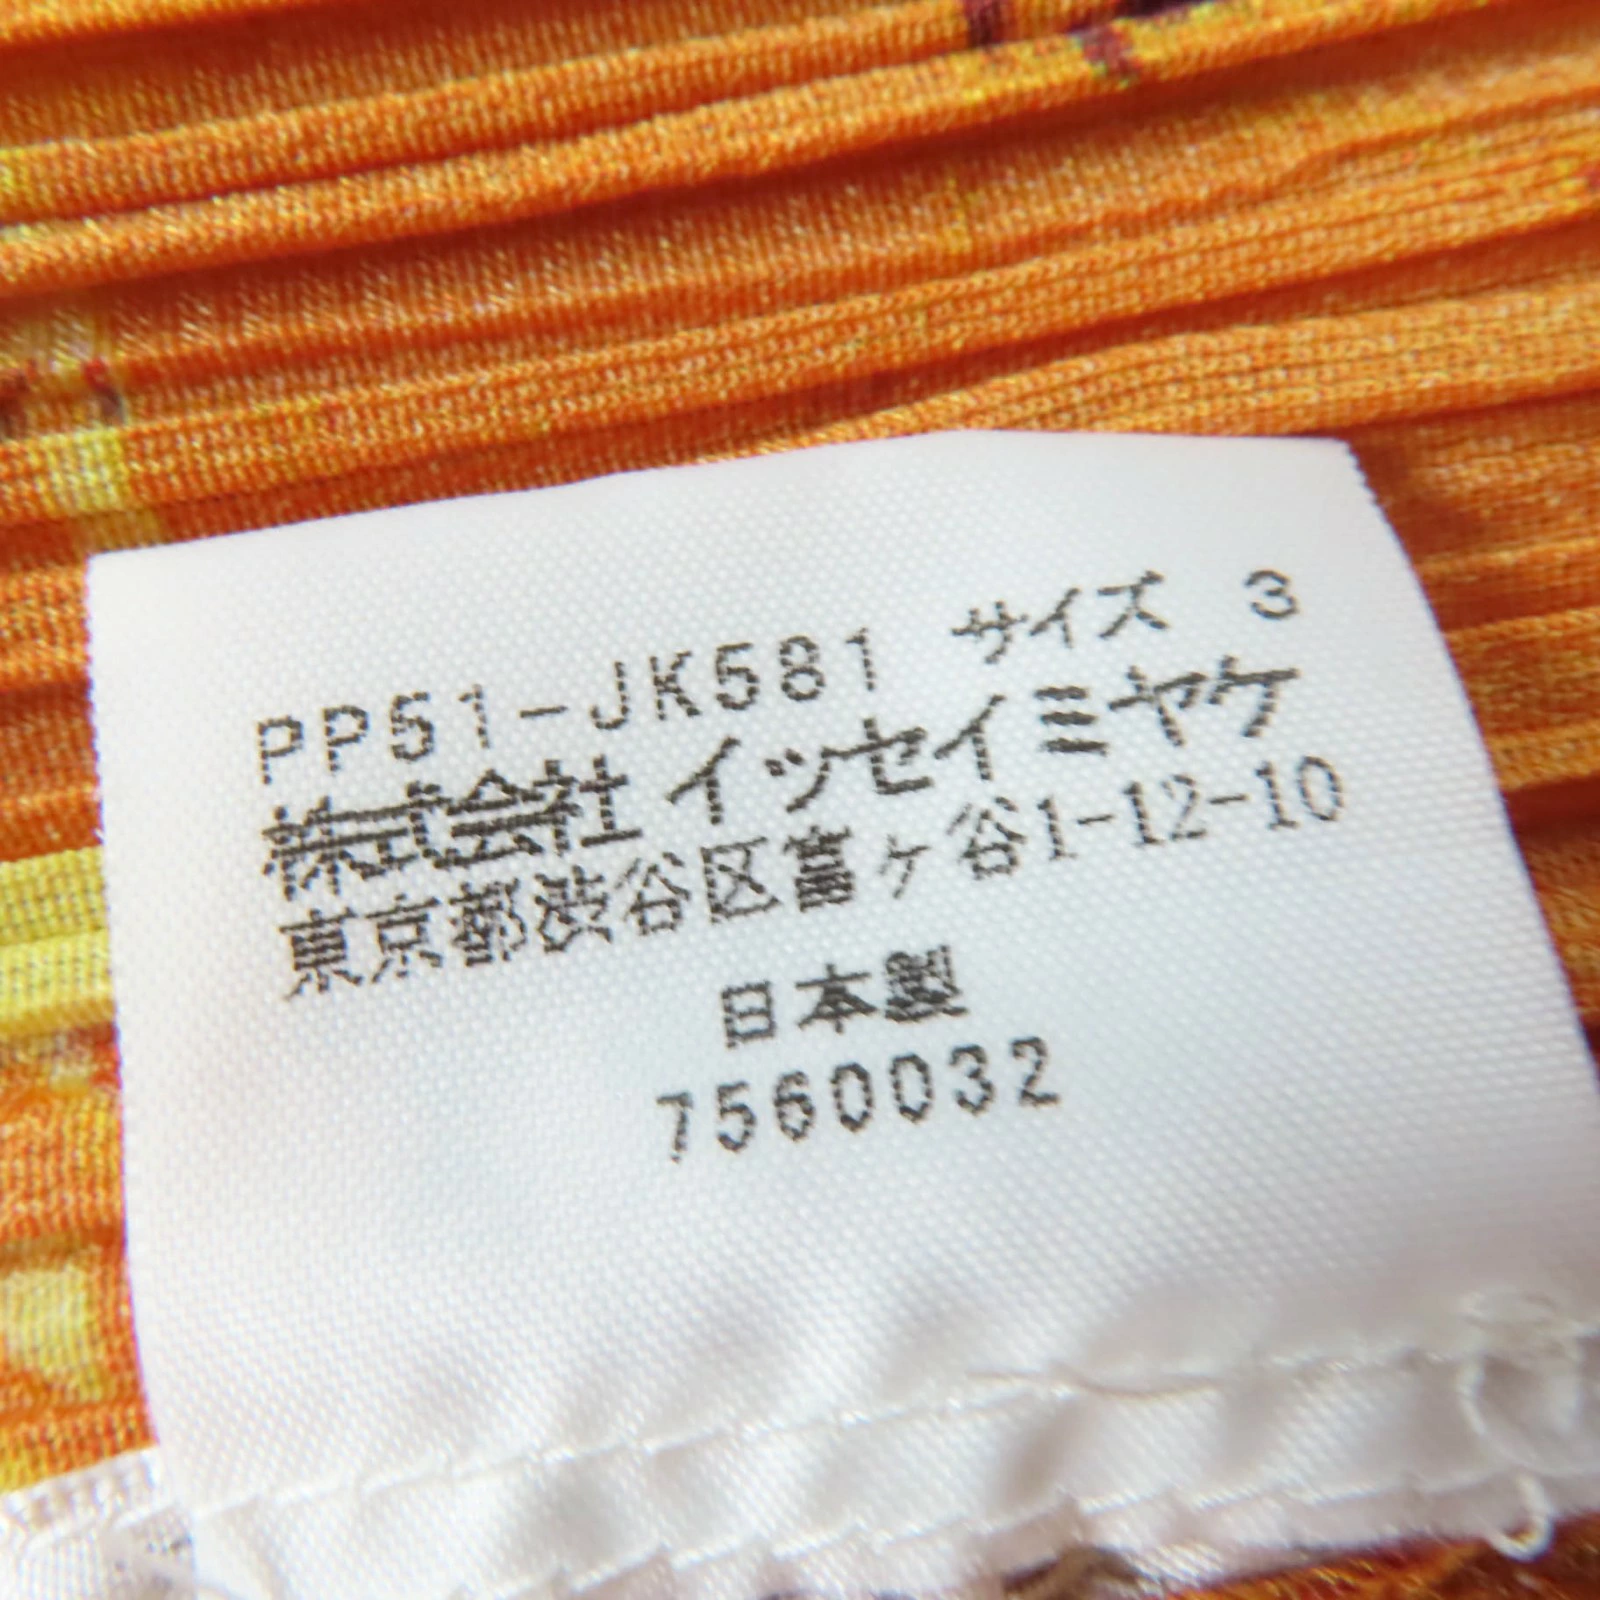 PP51-JK581 サイズ 3
株式会社 イッセイミヤケ
東京都渋谷区富ヶ谷1-12-10
日本製
7560032